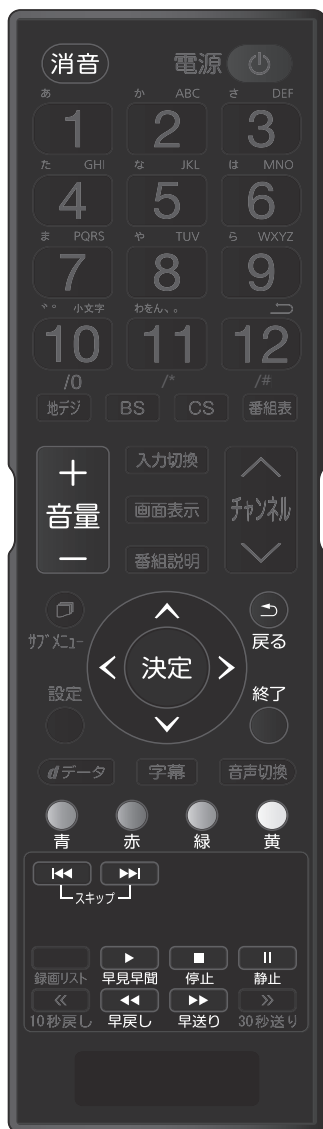 消音 電源
あ か ABC さ DEF
1 2 3
た GHI な JKL は MNO
4 5 6
ま PQRS や TUV ら WXYZ
7 8 9
゛゜ 小文字 わをん、。
10 11 12
/0 /* /#
地デジ BS CS 番組表
+ 入力切換
音量 画面表示 チャンネル
− 番組説明
サブメニュー 決定 戻る
設定 終了
dデータ 字幕 音声切換
青 赤 緑 黄
スキップ
録画リスト 早見早聞 停止 静止
10秒戻し 早戻し 早送り 30秒送り